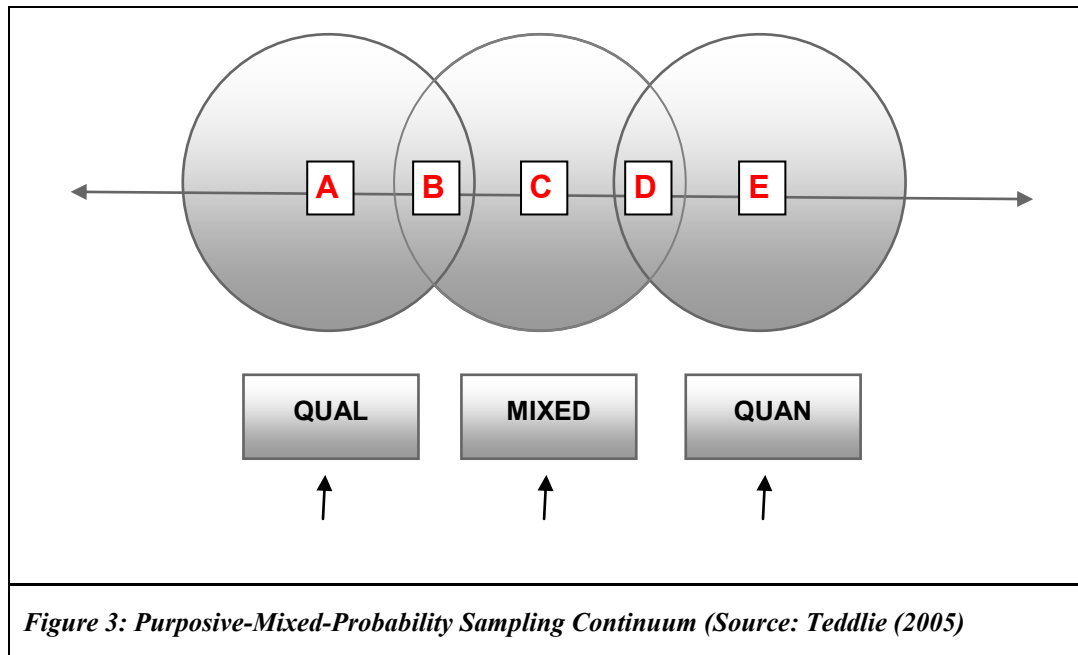 A B C D E
QUAL MIXED QUAN
Figure 3: Purposive-Mixed-Probability Sampling Continuum (Source: Teddlie (2005)